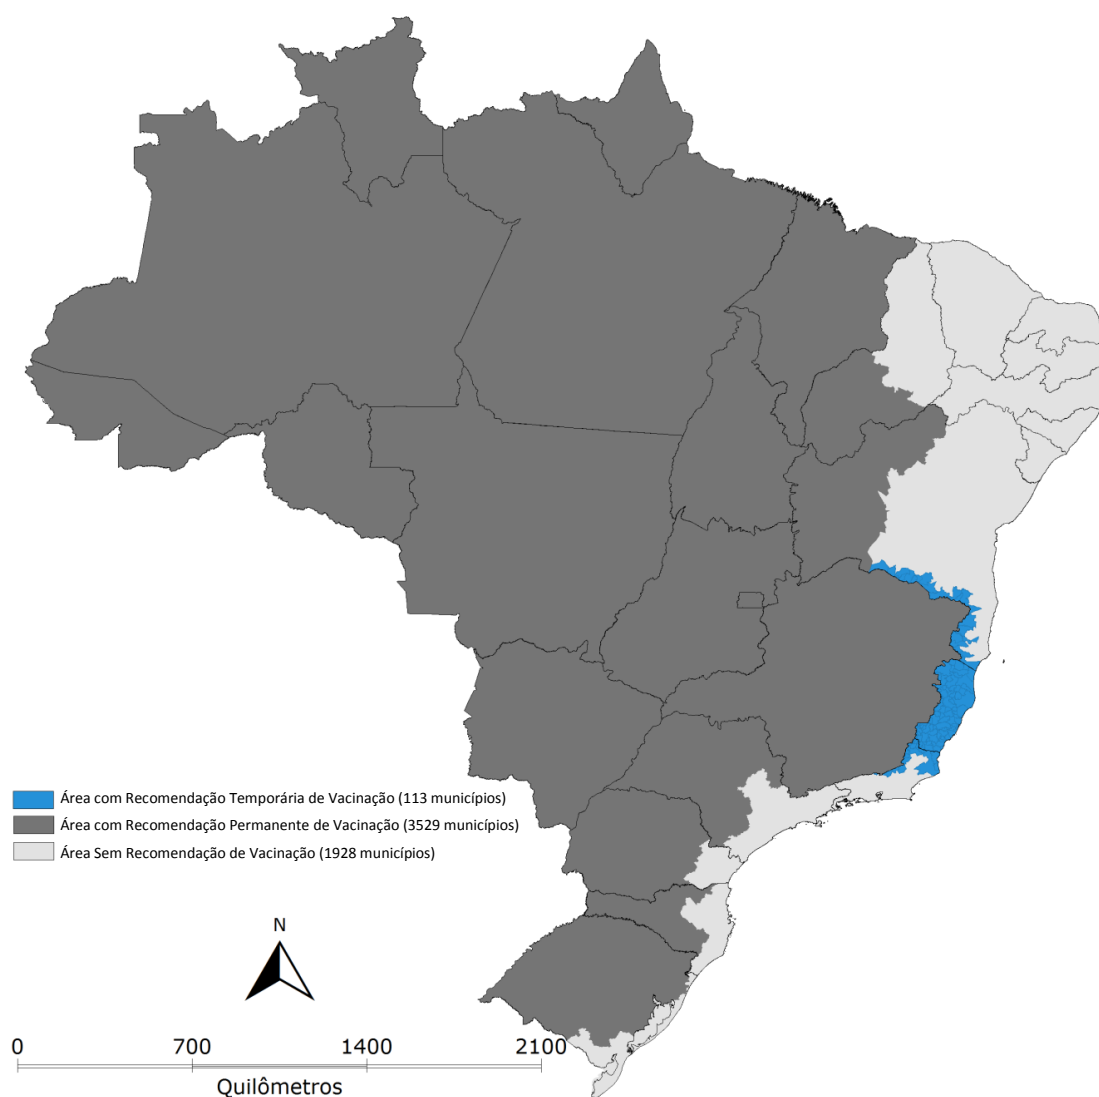 Área com Recomendação Temporária de Vacinação (113 municípios)
Área com Recomendação Permanente de Vacinação (3529 municípios)
Área Sem Recomendação de Vacinação (1928 municípios)
N
0 700 1400 2100
Quilômetros